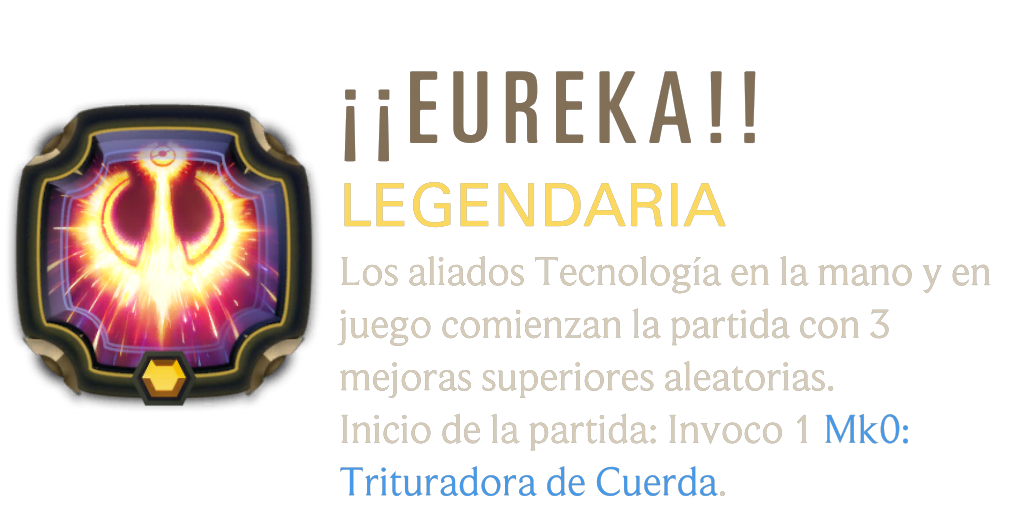 ¡¡EUREKA!!
LEGENDARIA
Los aliados Tecnología en la mano y en
juego comienzan la partida con 3
mejoras superiores aleatorias.
Inicio de la partida: Invoco 1 Mk0:
Trituradora de Cuerda.